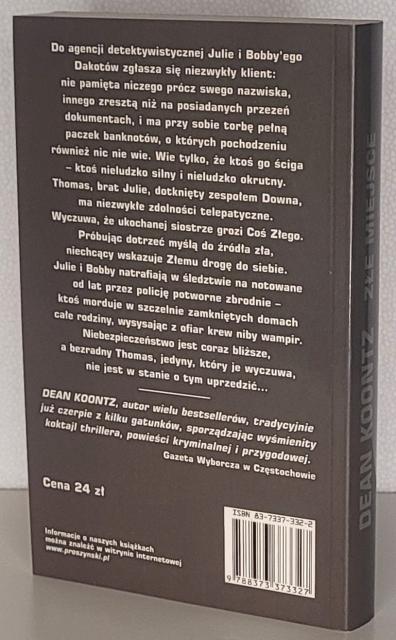 Do agencji detektywistycznej Julie i Bobby'ego
Dakotów zgłasza się niezwykły klient:
nie pamięta niczego prócz swego nazwiska,
innego zresztą niż na posiadanych przezeń
dokumentach, i ma przy sobie torbę pełną
paczek banknotów, o których pochodzeniu
również nic nie wie. Wie tylko, że ktoś go ściga
– ktoś nieludzko silny i nieludzko okrutny.
Thomas, brat Julie, dotknięty zespołem Downa,
ma niezwykłe zdolności telepatyczne.
Wyczuwa, że ukochanej siostrze grozi Coś Złego.
Próbując dotrzeć myślą do źródła zła,
niechcący wskazuje Złemu drogę do siebie.
Julie i Bobby natrafiają w śledztwie na notowane
od lat przez policję potworne zbrodnie –
ktoś morduje w szczelnie zamkniętych domach
całe rodziny, wysysając z ofiar krew niby wampir.
Niebezpieczeństwo jest coraz bliższe,
a bezradny Thomas, jedyny, który je wyczuwa,
nie jest w stanie o tym uprzedzić...
DEAN KOONTZ, autor wielu bestsellerów, tradycyjnie
już czerpie z kilku gatunków, sporządzając wyśmienity
koktajl thrillera, powieści kryminalnej i przygodowej.
Gazeta Wyborcza w Częstochowie
Cena 24 zł
Informacje o naszych książkach
można znaleźć w witrynie internetowej
www.proszynski.pl
ISBN 83-7337-332-2
9 788373 373327
DEAN KOONTZ ZŁE MIEJSCE